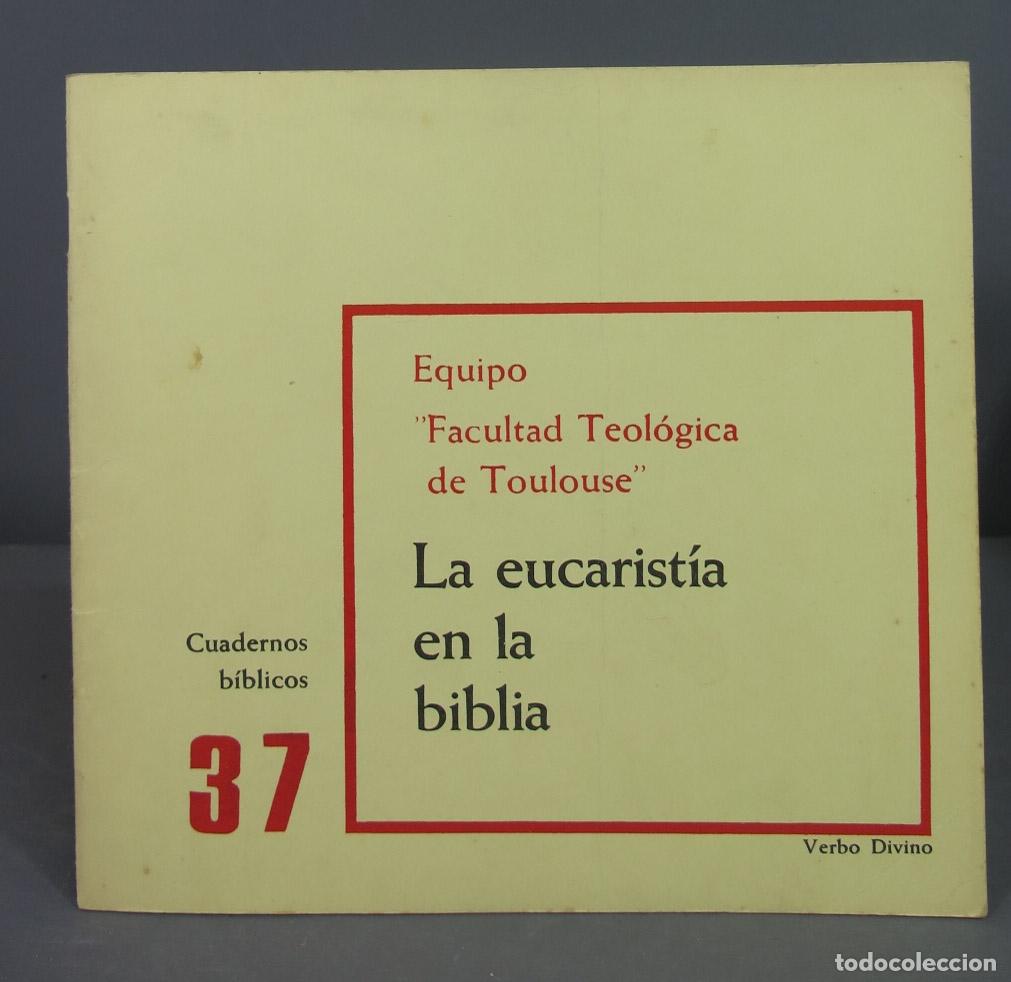 Equipo
”Facultad Teológica
de Toulouse”
La eucaristía
en la
biblia
Cuadernos
bíblicos
37
Verbo Divino
todocoleccion